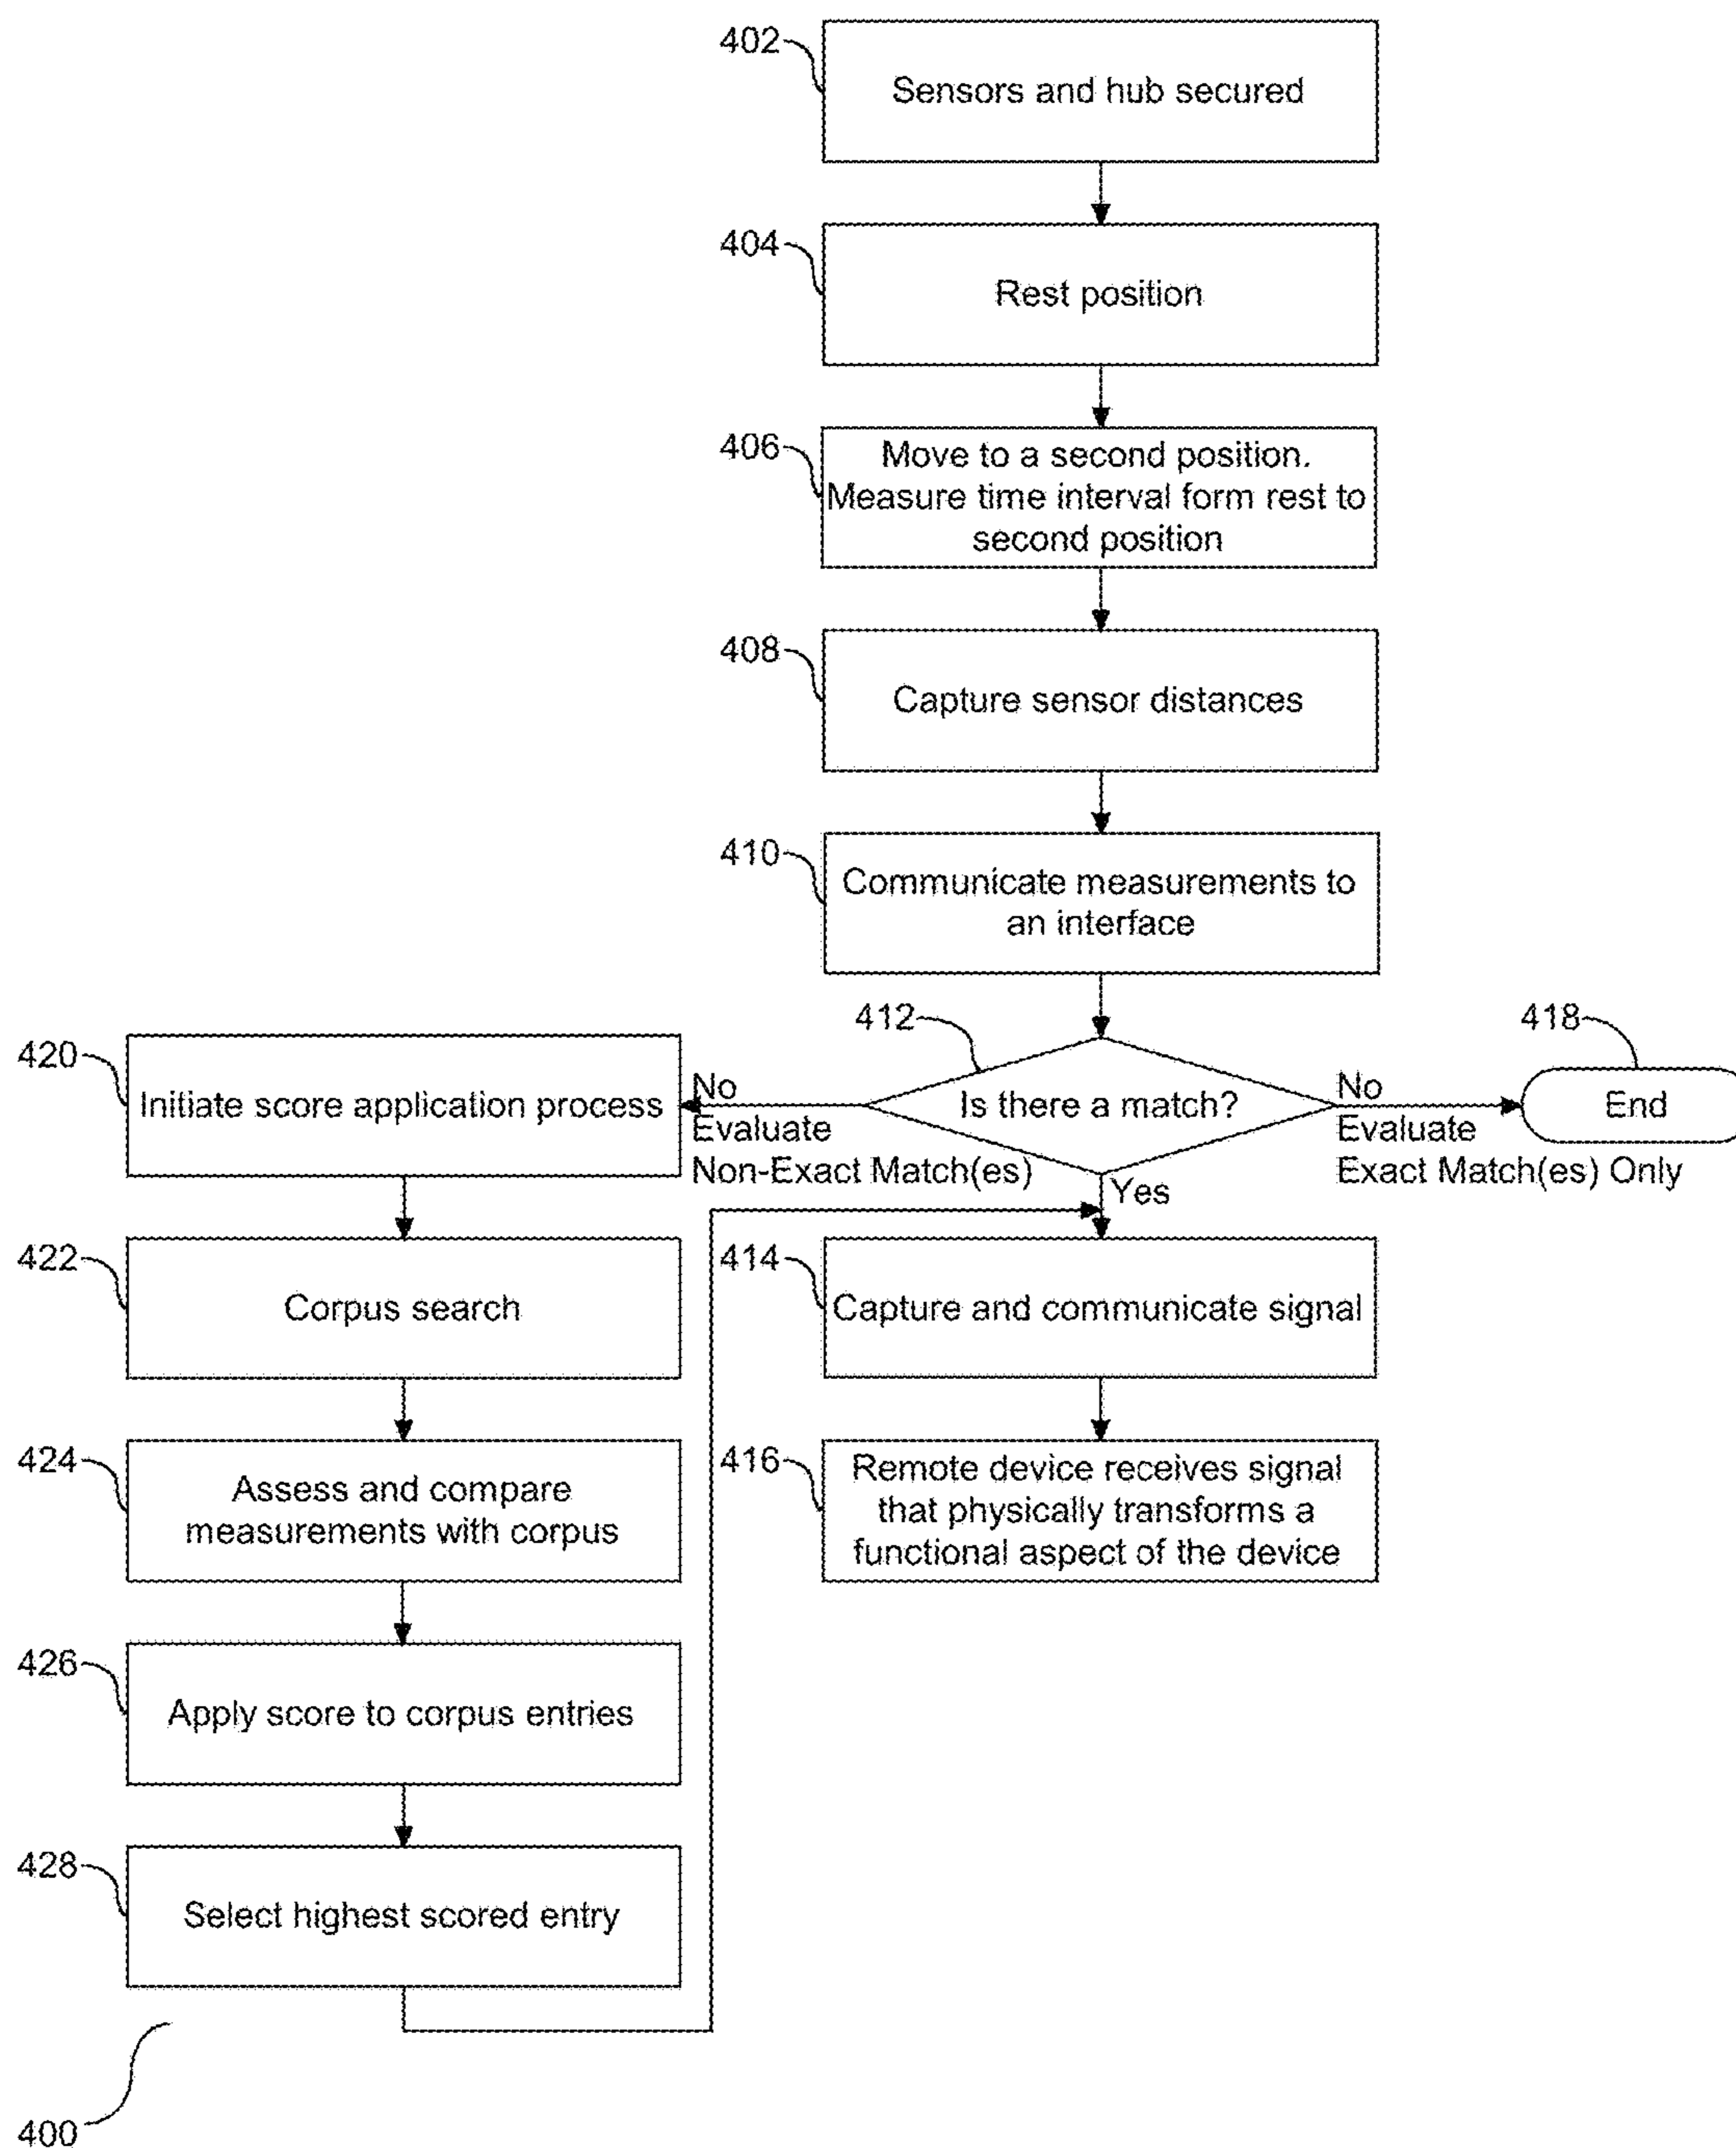 402
Sensors and hub secured
404
Rest position
406
Move to a second position.
Measure time interval form rest to
second position
408
Capture sensor distances
410
Communicate measurements to
an interface
412
Is there a match?
418
End
No
Evaluate
Exact Match(es) Only
No
Evaluate
Non-Exact Match(es)
Yes
420
Initiate score application process
422
Corpus search
424
Assess and compare
measurements with corpus
426
Apply score to corpus entries
428
Select highest scored entry
414
Capture and communicate signal
416
Remote device receives signal
that physically transforms a
functional aspect of the device
400